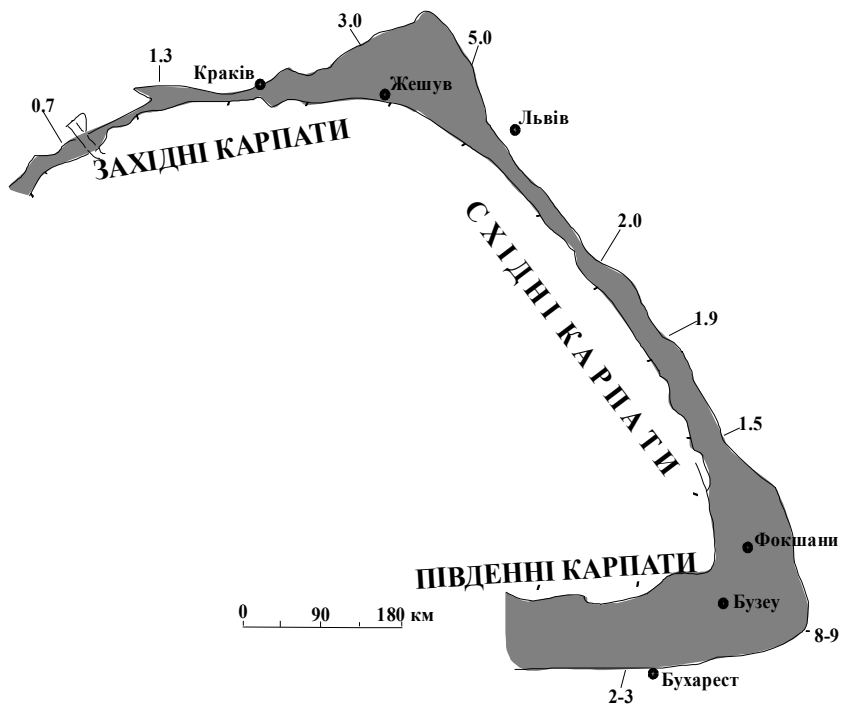 3.0
5.0
1.3
Краків
Жешув
0.7
Львів
ЗАХІДНІ КАРПАТИ
СХІДНІ КАРПАТИ
2.0
1.9
1.5
Фокшани
ПІВДЕННІ КАРПАТИ
0 90 180 км
Бузеу
8-9
Бухарест
2-3